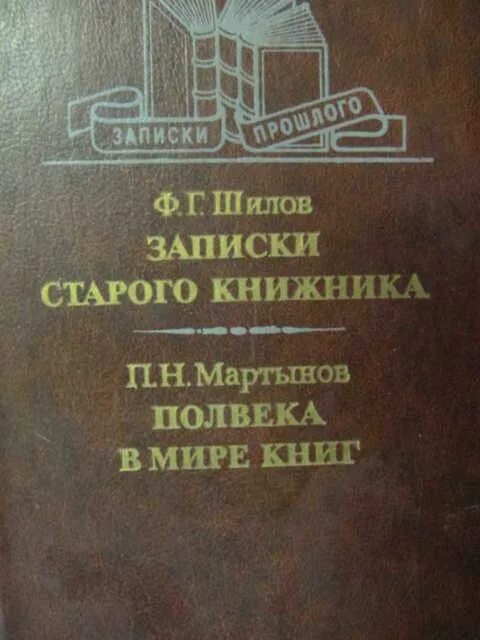 ЗАПИСКИ ПРОШЛОГО
Ф.Г. Шилов
ЗАПИСКИ
СТАРОГО КНИЖНИКА
П.Н. Мартынов
ПОЛВЕКА
В МИРЕ КНИГ